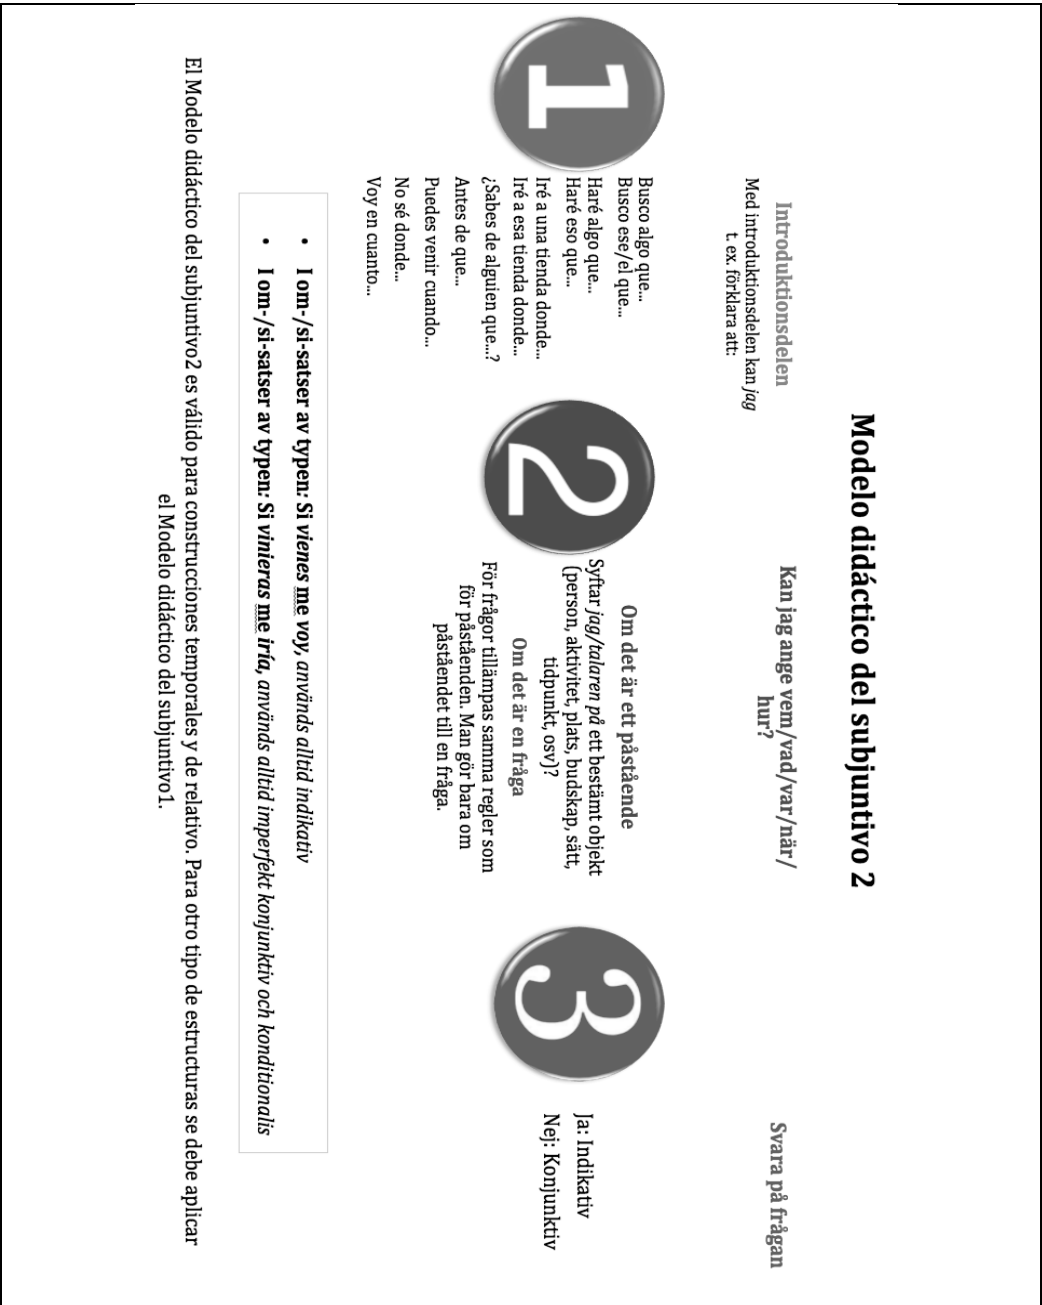 Modelo didáctico del subjuntivo 2
Introduktionsdelen
Med introduktionsdelen kan jag
t. ex. förklara att:
Kan jag ange vem/vad/var/när/
hur?
Svara på frågan
1
Busco algo que...
Busco ese/el que...
Haré algo que...
Haré eso que...
Iré a una tienda donde...
Iré a esa tienda donde...
¿Sabes de alguien que...?
Antes de que...
Puedes venir cuando...
No sé donde...
Voy en cuanto...
2
Om det är ett påstående
Syftar jag/talaren på ett bestämt objekt
(person, aktivitet, plats, budskap, sätt,
tidpunkt, osv)?
Om det är en fråga
För frågor tillämpas samma regler som
för påståenden. Man gör bara om
påståendet till en fråga.
3
Ja: Indikativ
Nej: Konjunktiv
• I om-/si-satser av typen: Si vienes me voy, används alltid indikativ
• I om-/si-satser av typen: Si vinieras me iría, används alltid imperfekt konjunktiv och konditionalis
El Modelo didáctico del subjuntivo2 es válido para construcciones temporales y de relativo. Para otro tipo de estructuras se debe aplicar
el Modelo didáctico del subjuntivo1.